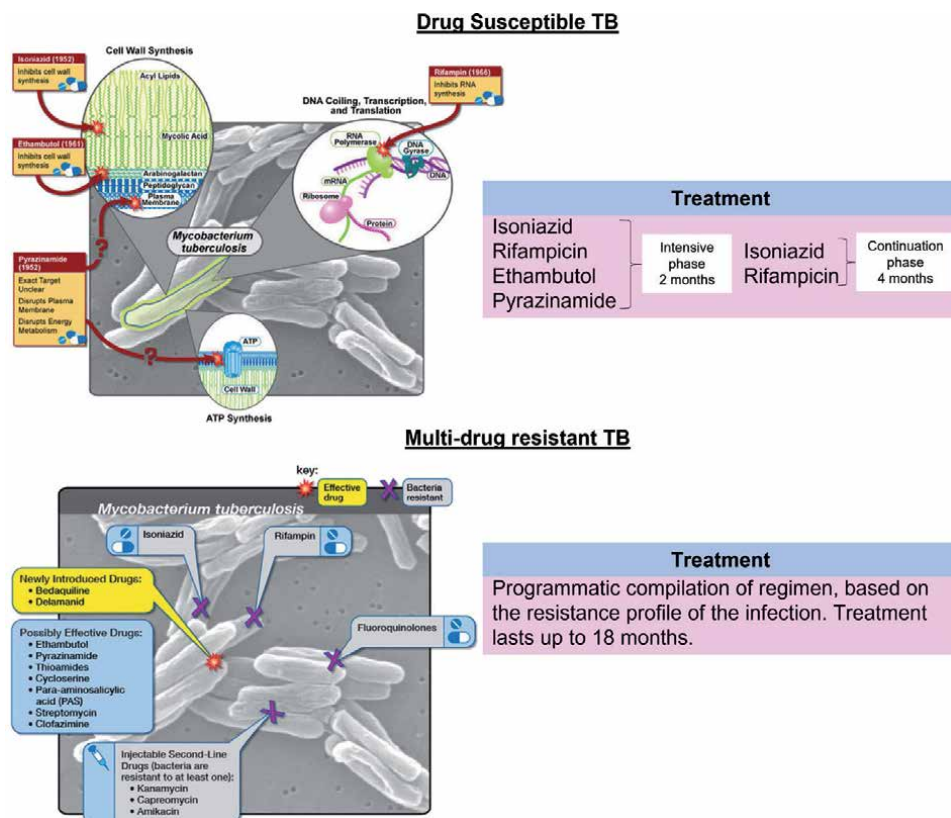 Drug Susceptible TB
Cell Wall Synthesis
Isoniazid (1952)
Inhibits cell wall
synthesis
Acyl Lipids
Mycolic Acid
Ethambutol (1961)
Inhibits cell wall
synthesis
Arabinogalactan
Peptidoglycan
Plasma
Membrane
Rifampin (1966)
Inhibits RNA
synthesis
DNA Coiling, Transcription,
and Translation
RNA
Polymerase
DNA
Gyrase
DNA
mRNA
Ribosome
Protein
Mycobacterium
tuberculosis
?
Pyrazinamide
(1952)
Exact Target
Unclear
Disrupts Plasma
Membrane
Disrupts Energy
Metabolism
?
ATP
Cell Wall
ATP Synthesis
Treatment
Isoniazid
Rifampicin
Ethambutol
Pyrazinamide
Intensive
phase
2 months
Isoniazid
Rifampicin
Continuation
phase
4 months
Multi-drug resistant TB
key:
Effective
drug
Bacteria
resistant
Mycobacterium tuberculosis
Isoniazid
Rifampin
Newly Introduced Drugs:
• Bedaquiline
• Delamanid
Possibly Effective Drugs:
• Ethambutol
• Pyrazinamide
• Thioamides
• Cycloserine
• Para-aminosalicylic
acid (PAS)
• Streptomycin
• Clofazimine
Fluoroquinolones
Injectable Second-Line
Drugs (bacteria are
resistant to at least one):
• Kanamycin
• Capreomycin
• Amikacin
Treatment
Programmatic compilation of regimen, based on
the resistance profile of the infection. Treatment
lasts up to 18 months.